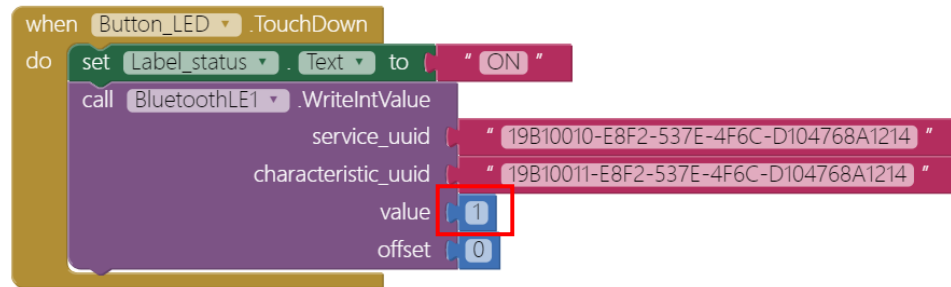 when Button_LED .TouchDown
do set Label_status . Text to " ON "
call BluetoothLE1 .WriteIntValue
service_uuid " 19B10010-E8F2-537E-4F6C-D104768A1214 "
characteristic_uuid " 19B10011-E8F2-537E-4F6C-D104768A1214 "
value 1
offset 0